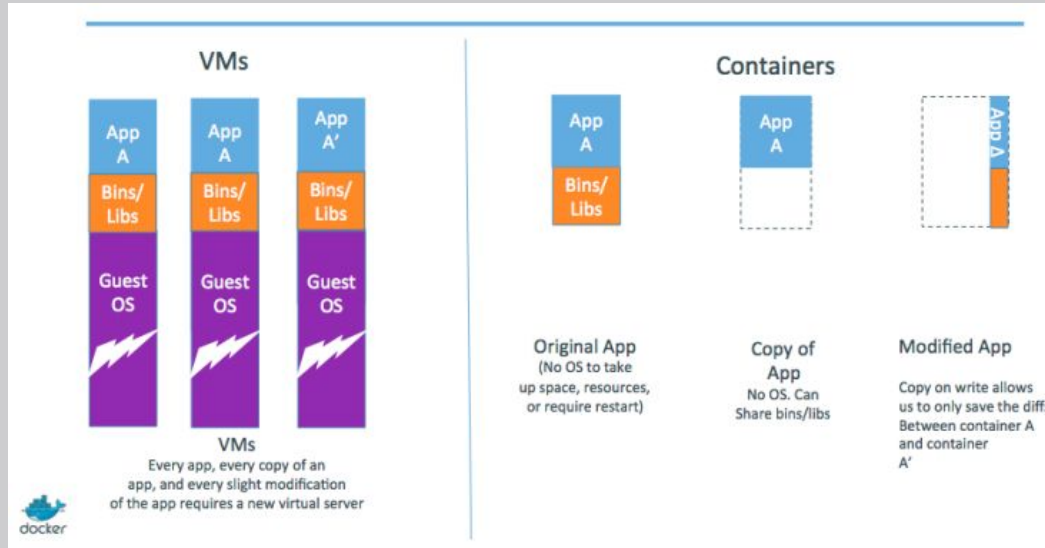 VMs
App
A
App
A
App
A'
Bins/
Libs
Bins/
Libs
Bins/
Libs
Guest
OS
Guest
OS
Guest
OS
VMs
Every app, every copy of an
app, and every slight modification
of the app requires a new virtual server
docker
Containers
App
A
Bins/
Libs
App
A
App A
Original App
(No OS to take
up space, resources,
or require restart)
Copy of
App
No OS. Can
Share bins/libs
Modified App
Copy on write allows
us to only save the diff
Between container A
and container
A'